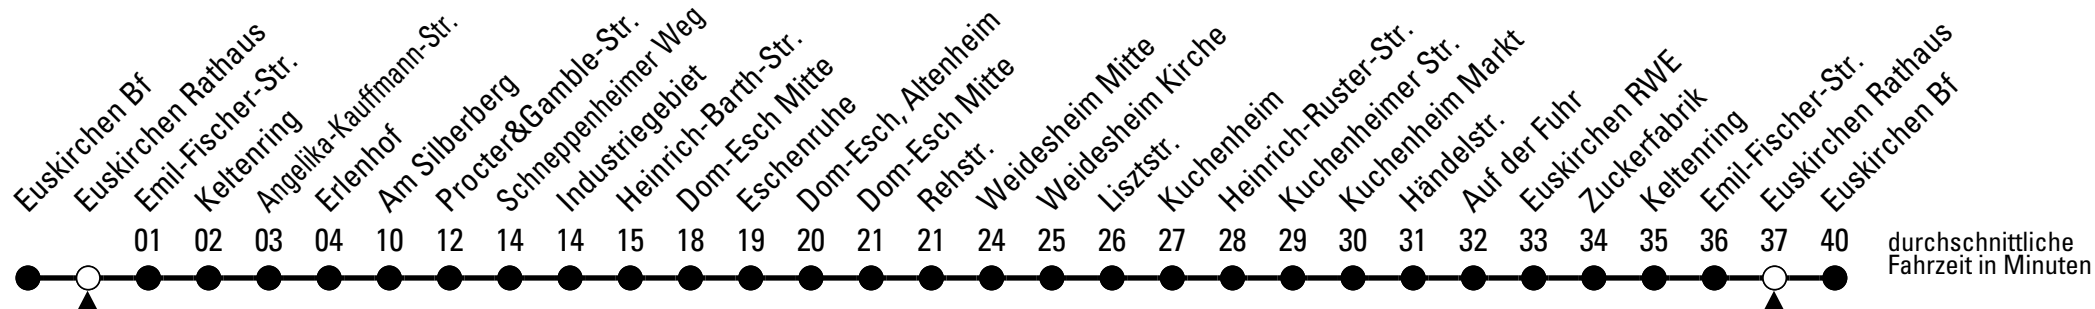 Euskirchen Bf
Euskirchen Rathaus
Emil-Fischer-Str.
Keltenring
Angelika-Kauffmann-Str.
Erlenhof
Am Silberberg
Procter&Gamble-Str.
Schneppenheimer Weg
Industriegebiet
Heinrich-Barth-Str.
Dom-Esch Mitte
Eschenruhe
Dom-Esch, Altenheim
Dom-Esch Mitte
Rehstr.
Weidesheim Mitte
Weidesheim Kirche
Lisztstr.
Kuchenheim
Heinrich-Ruster-Str.
Kuchenheimer Str.
Kuchenheim Markt
Händelstr.
Auf der Fuhr
Euskirchen RWE
Zuckerfabrik
Keltenring
Emil-Fischer-Str.
Euskirchen Rathaus
Euskirchen Bf
01 02 03 04 10 12 14 14 15 18 19 20 21 21 24 25 26 27 28 29 30 31 32 33 34 35 36 37 40
durchschnittliche
Fahrzeit in Minuten